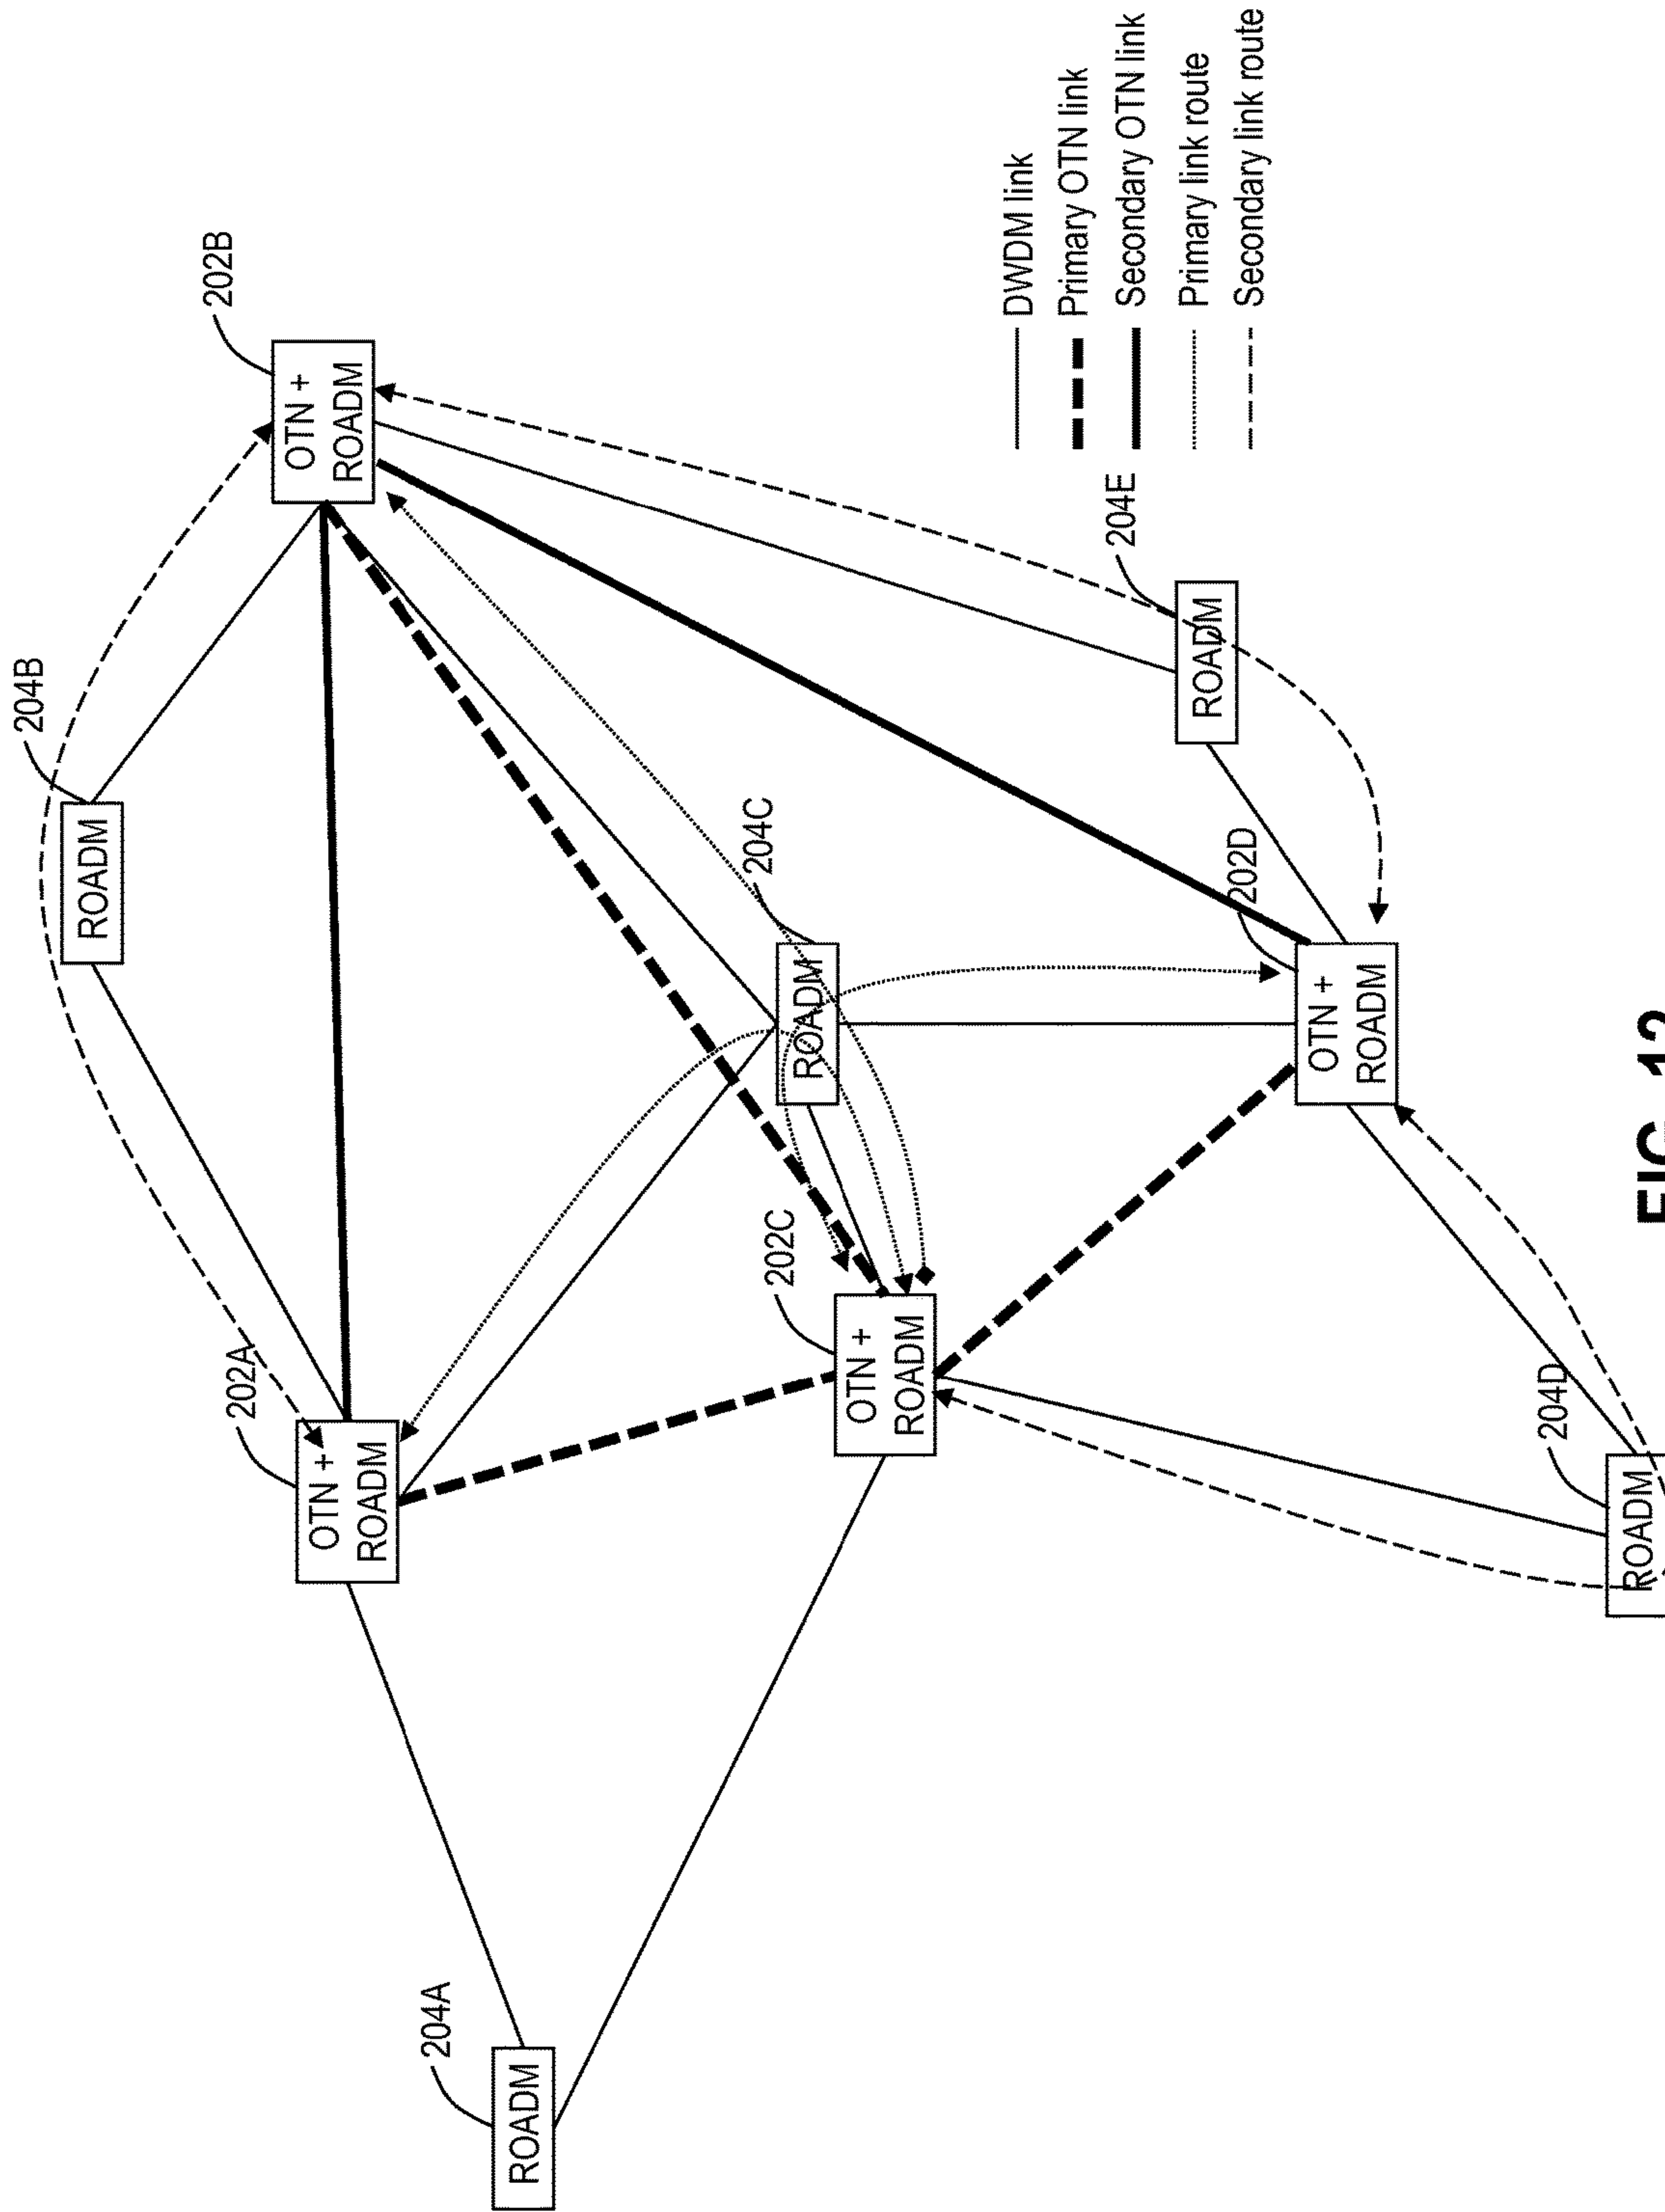 204B
ROADM
202B
202A
OTN +
ROADM
OTN +
ROADM
204A
ROADM
204C
202C
ROADM
OTN +
ROADM
DWDM link
Primary OTN link
Secondary OTN link
Primary link route
Secondary link route
204E
ROADM
202D
OTN +
ROADM
204D
ROADM
FIG.